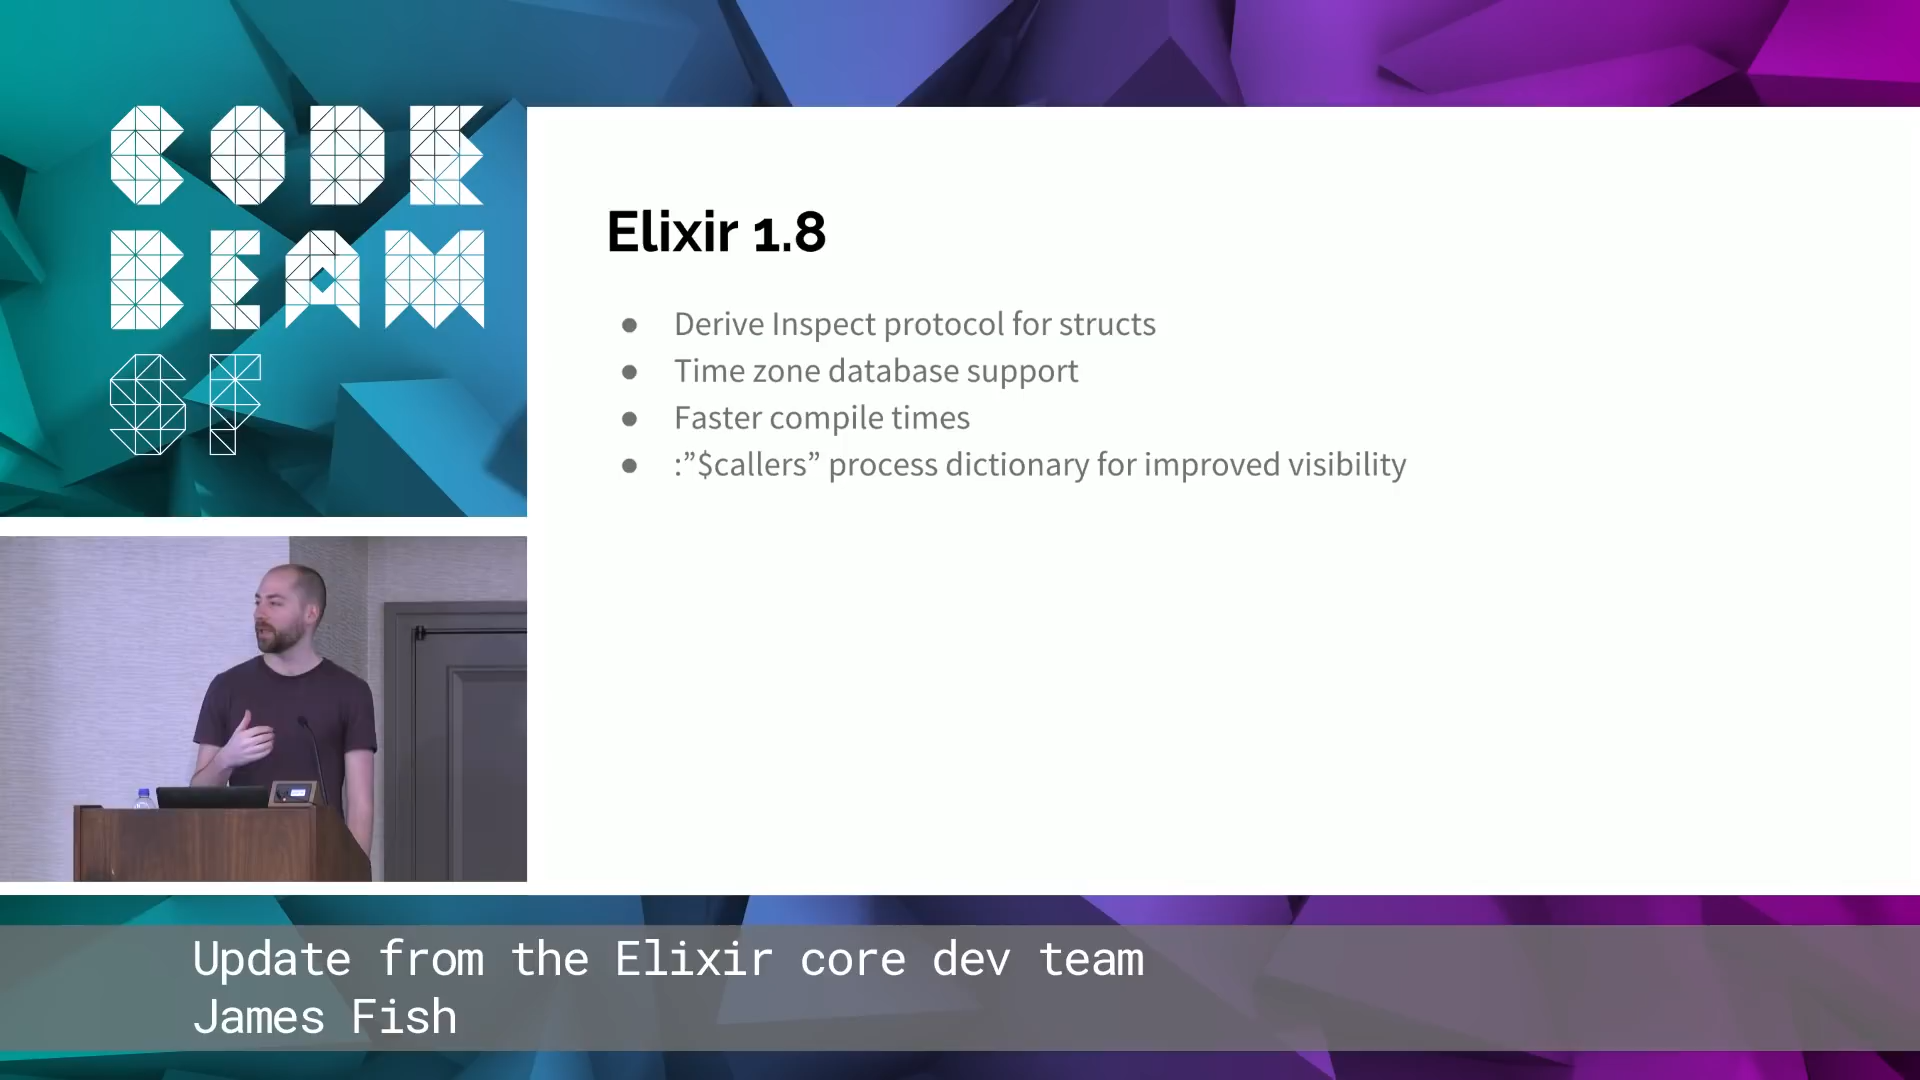 CODE
BEAM
SF
Elixir 1.8
● Derive Inspect protocol for structs
● Time zone database support
● Faster compile times
● :”$callers” process dictionary for improved visibility
Update from the Elixir core dev team
James Fish